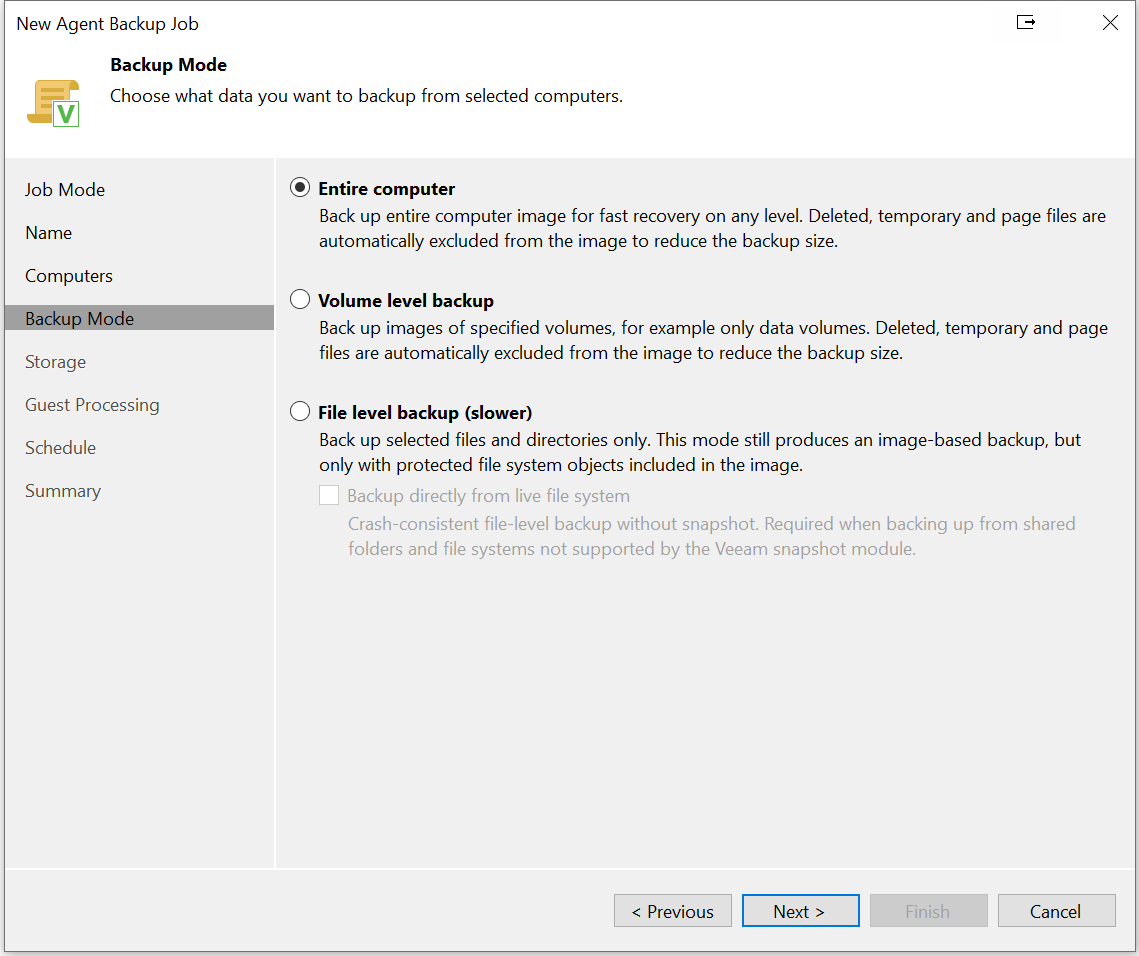 New Agent Backup Job
Backup Mode
Choose what data you want to backup from selected computers.
V
Job Mode
Name
Computers
Backup Mode
Storage
Guest Processing
Schedule
Summary
Entire computer
Back up entire computer image for fast recovery on any level. Deleted, temporary and page files are
automatically excluded from the image to reduce the backup size.
Volume level backup
Back up images of specified volumes, for example only data volumes. Deleted, temporary and page
files are automatically excluded from the image to reduce the backup size.
File level backup (slower)
Back up selected files and directories only. This mode still produces an image-based backup, but
only with protected file system objects included in the image.
Backup directly from live file system
Crash-consistent file-level backup without snapshot. Required when backing up from shared
folders and file systems not supported by the Veeam snapshot module.
< Previous
Next >
Finish
Cancel